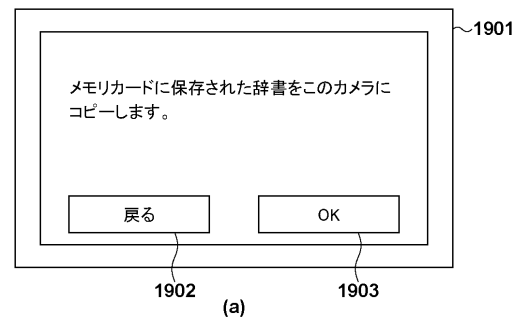 1901
メモリカードに保存された辞書をこのカメラに
コピーします。
戻る OK
1902 1903
(a)